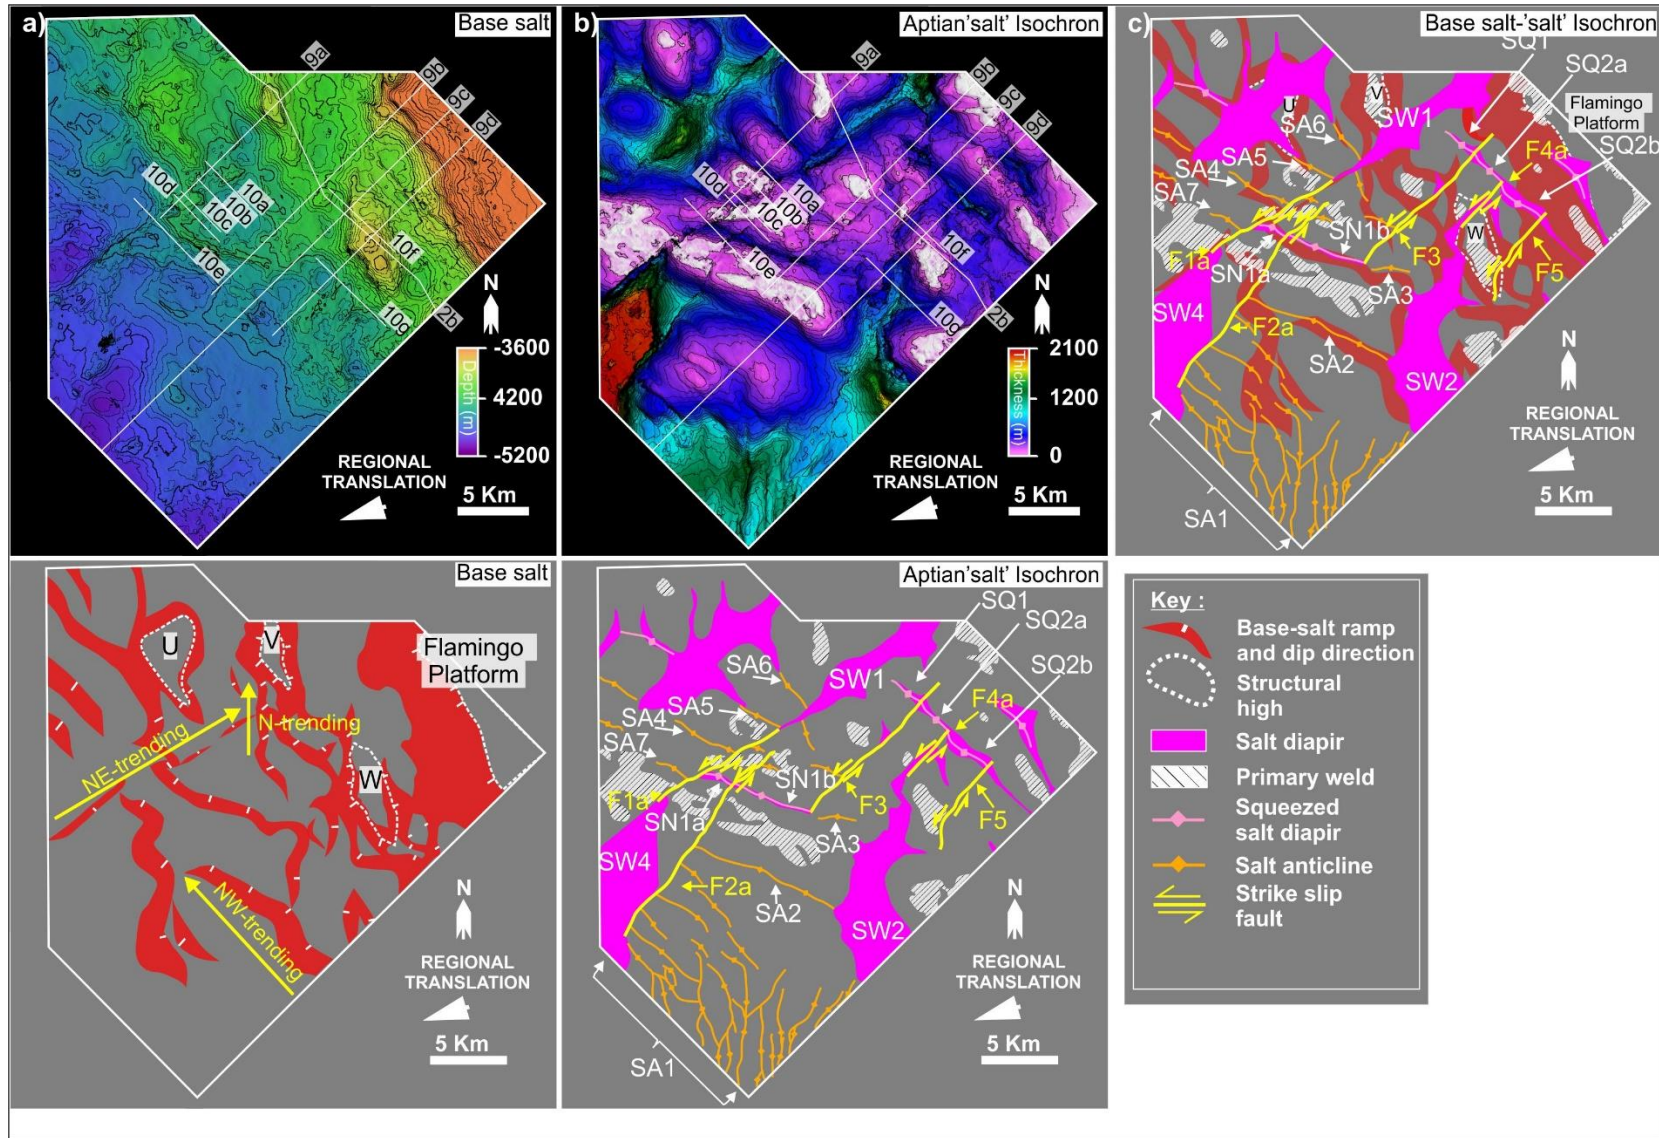 a)
Base salt
9a
9b
9c
9d
10d
10a
10b
10c
10e
10f
10g
2b
N
-3600
4200
-5200
Depth (m)
REGIONAL
TRANSLATION
5 Km
b)
Aptian'salt' Isochron
9a
9b
9c
9d
10d
10a
10b
10c
10e
10f
10g
2b
N
2100
1200
0
Thickness (m)
REGIONAL
TRANSLATION
5 Km
c)
Base salt-'salt' Isochron
SQ1
SQ2a
Flamingo
Platform
SQ2b
U
V
SA6
SW1
SA5
SA4
SA7
F4a
SN1b
W
F1a
SN1a
F3
F5
SA3
SW4
F2a
SA2
SW2
N
REGIONAL
TRANSLATION
5 Km
SA1
Base salt
U
V
Flamingo
Platform
N-trending
NE-trending
W
NW-trending
N
REGIONAL
TRANSLATION
5 Km
Aptian'salt' Isochron
SQ1
SQ2a
SQ2b
SA6
SW1
F4a
SA5
SA4
SA7
SN1b
F1a
SN1a
F3
F5
SA3
SW4
F2a
SA2
SW2
N
REGIONAL
TRANSLATION
5 Km
SA1
Key :
Base-salt ramp
and dip direction
Structural
high
Salt diapir
Primary weld
Squeezed
salt diapir
Salt anticline
Strike slip
fault